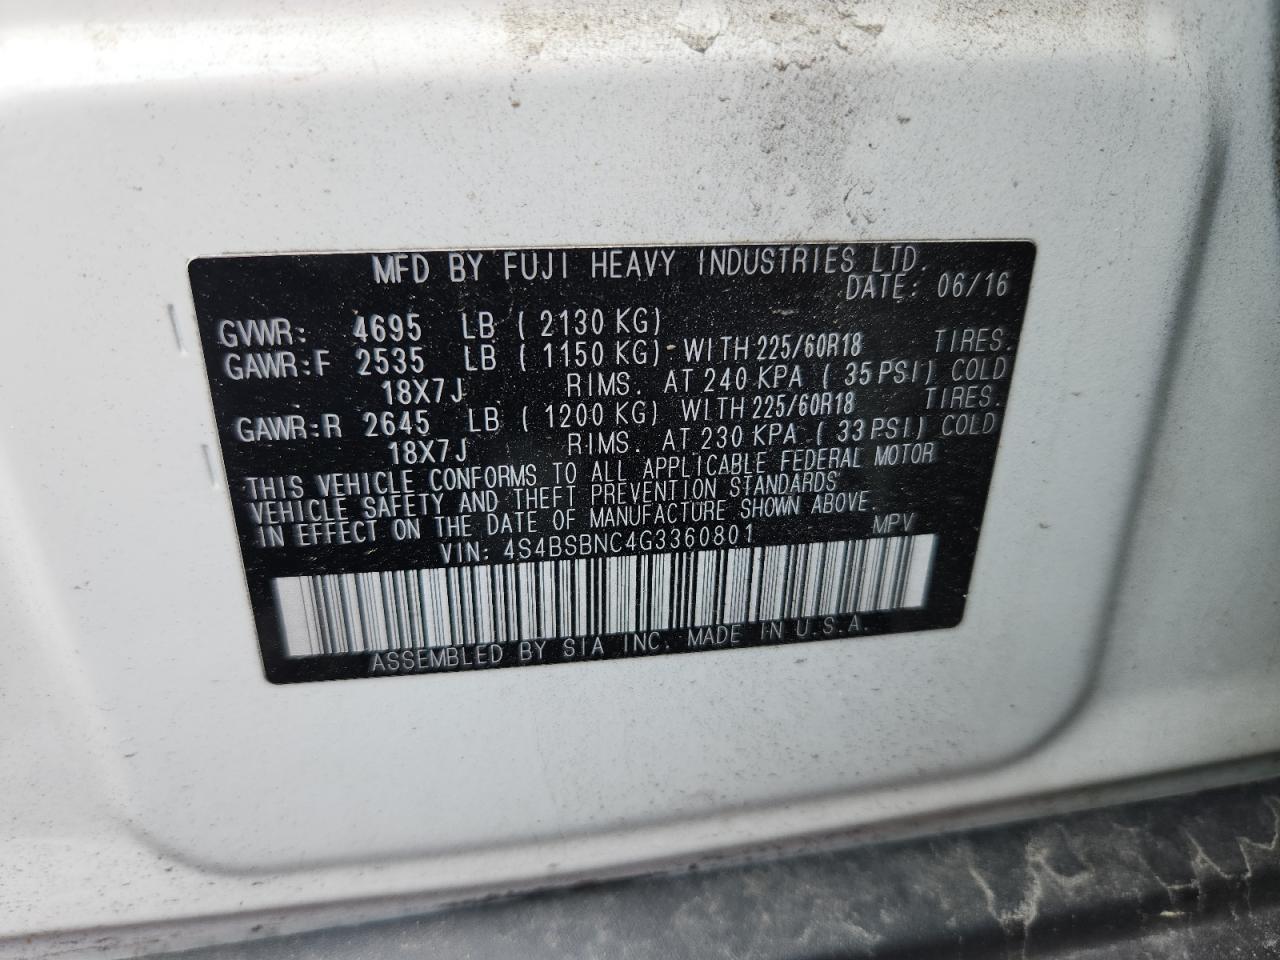 MFD BY FUJI HEAVY INDUSTRIES LTD.
DATE: 06/16
GVWR: 4695 LB ( 2130 KG)
GAWR:F 2535 LB ( 1150 KG) WITH 225/60R18 TIRES.
18X7J RIMS. AT 240 KPA ( 35 PSI) COLD
GAWR:R 2645 LB ( 1200 KG) WITH 225/60R18 TIRES.
18X7J RIMS. AT 230 KPA ( 33 PSI) COLD
THIS VEHICLE CONFORMS TO ALL APPLICABLE FEDERAL MOTOR
VEHICLE SAFETY AND THEFT PREVENTION STANDARDS
IN EFFECT ON THE DATE OF MANUFACTURE SHOWN ABOVE.
VIN: 4S4BSBNC4G3360801 MPV
ASSEMBLED BY SIA INC. MADE IN U.S.A.